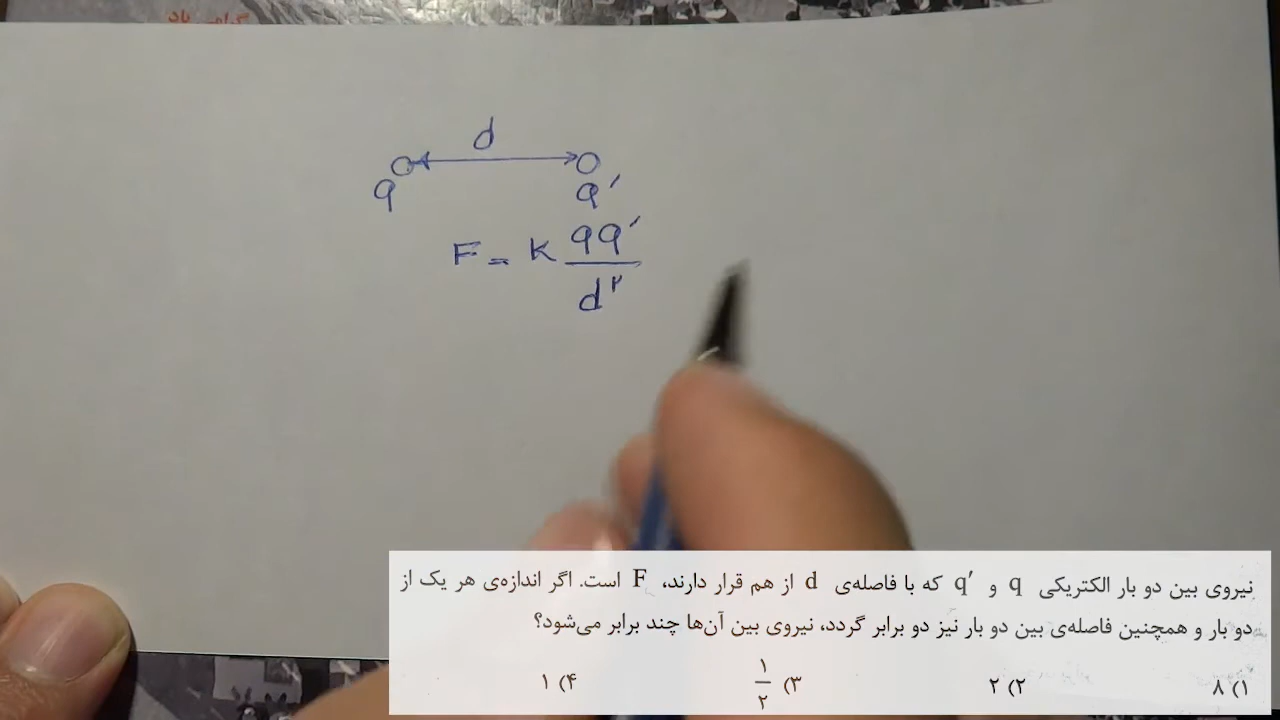 گرامی باد
d
q q′
F = k qq′ / d²
نیروی بین دو بار الکتریکی q و q′ که با فاصله‌ی d از هم قرار دارند، F است. اگر اندازه‌ی هر یک از
دو بار و همچنین فاصله‌ی بین دو بار نیز دو برابر گردد، نیروی بین آن‌ها چند برابر می‌شود؟
۱) ۸ ۲) ۲ ۳) ۱/۲ ۴) ۱